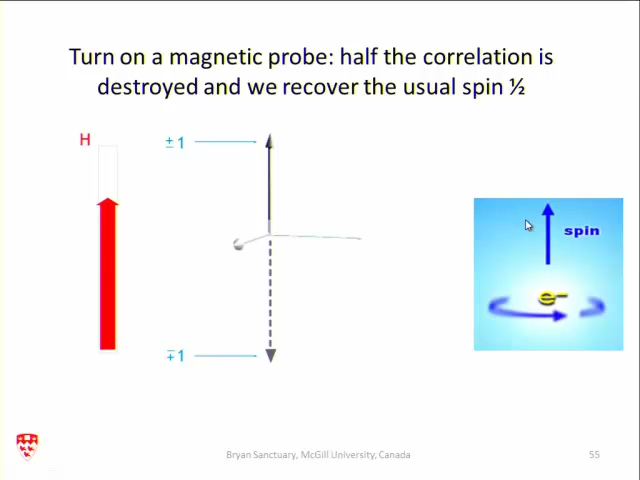 Turn on a magnetic probe: half the correlation is
destroyed and we recover the usual spin ½
H
± 1
spin
e−
∓ 1
Bryan Sanctuary, McGill University, Canada
55